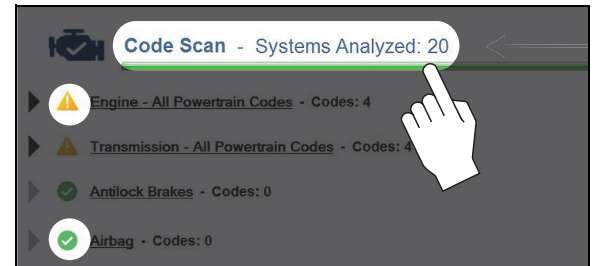 Code Scan - Systems Analyzed: 20
Engine - All Powertrain Codes - Codes: 4
Transmission - All Powertrain Codes - Codes: 4
Antilock Brakes - Codes: 0
Airbag - Codes: 0